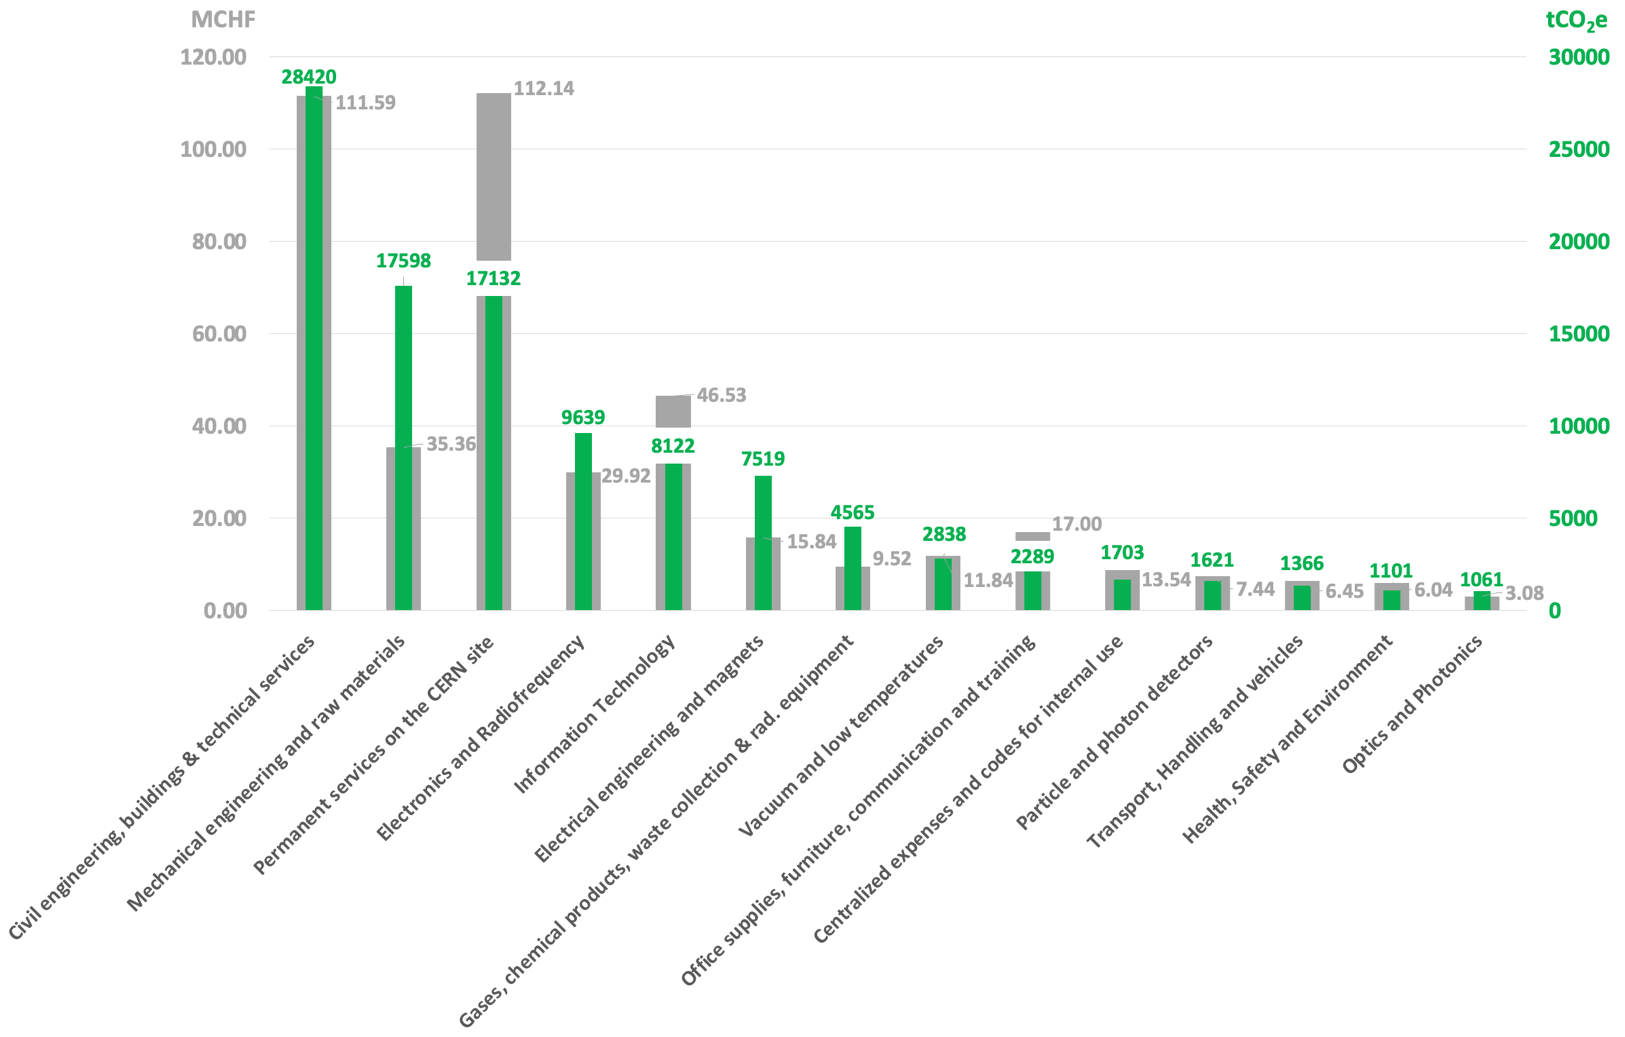 MCHF
tCO₂e
120.00
100.00
80.00
60.00
40.00
20.00
0.00
30000
25000
20000
15000
10000
5000
0
28420
111.59
17598
35.36
17132
112.14
9639
29.92
8122
46.53
7519
15.84
4565
9.52
2838
11.84
2289
17.00
1703
13.54
1621
7.44
1366
6.45
1101
6.04
1061
3.08
Civil engineering, buildings & technical services
Mechanical engineering and raw materials
Permanent services on the CERN site
Electronics and Radiofrequency
Information Technology
Electrical engineering and magnets
Gases, chemical products, waste collection & rad. equipment
Vacuum and low temperatures
Office supplies, furniture, communication and training
Centralized expenses and codes for internal use
Particle and photon detectors
Transport, Handling and vehicles
Health, Safety and Environment
Optics and Photonics